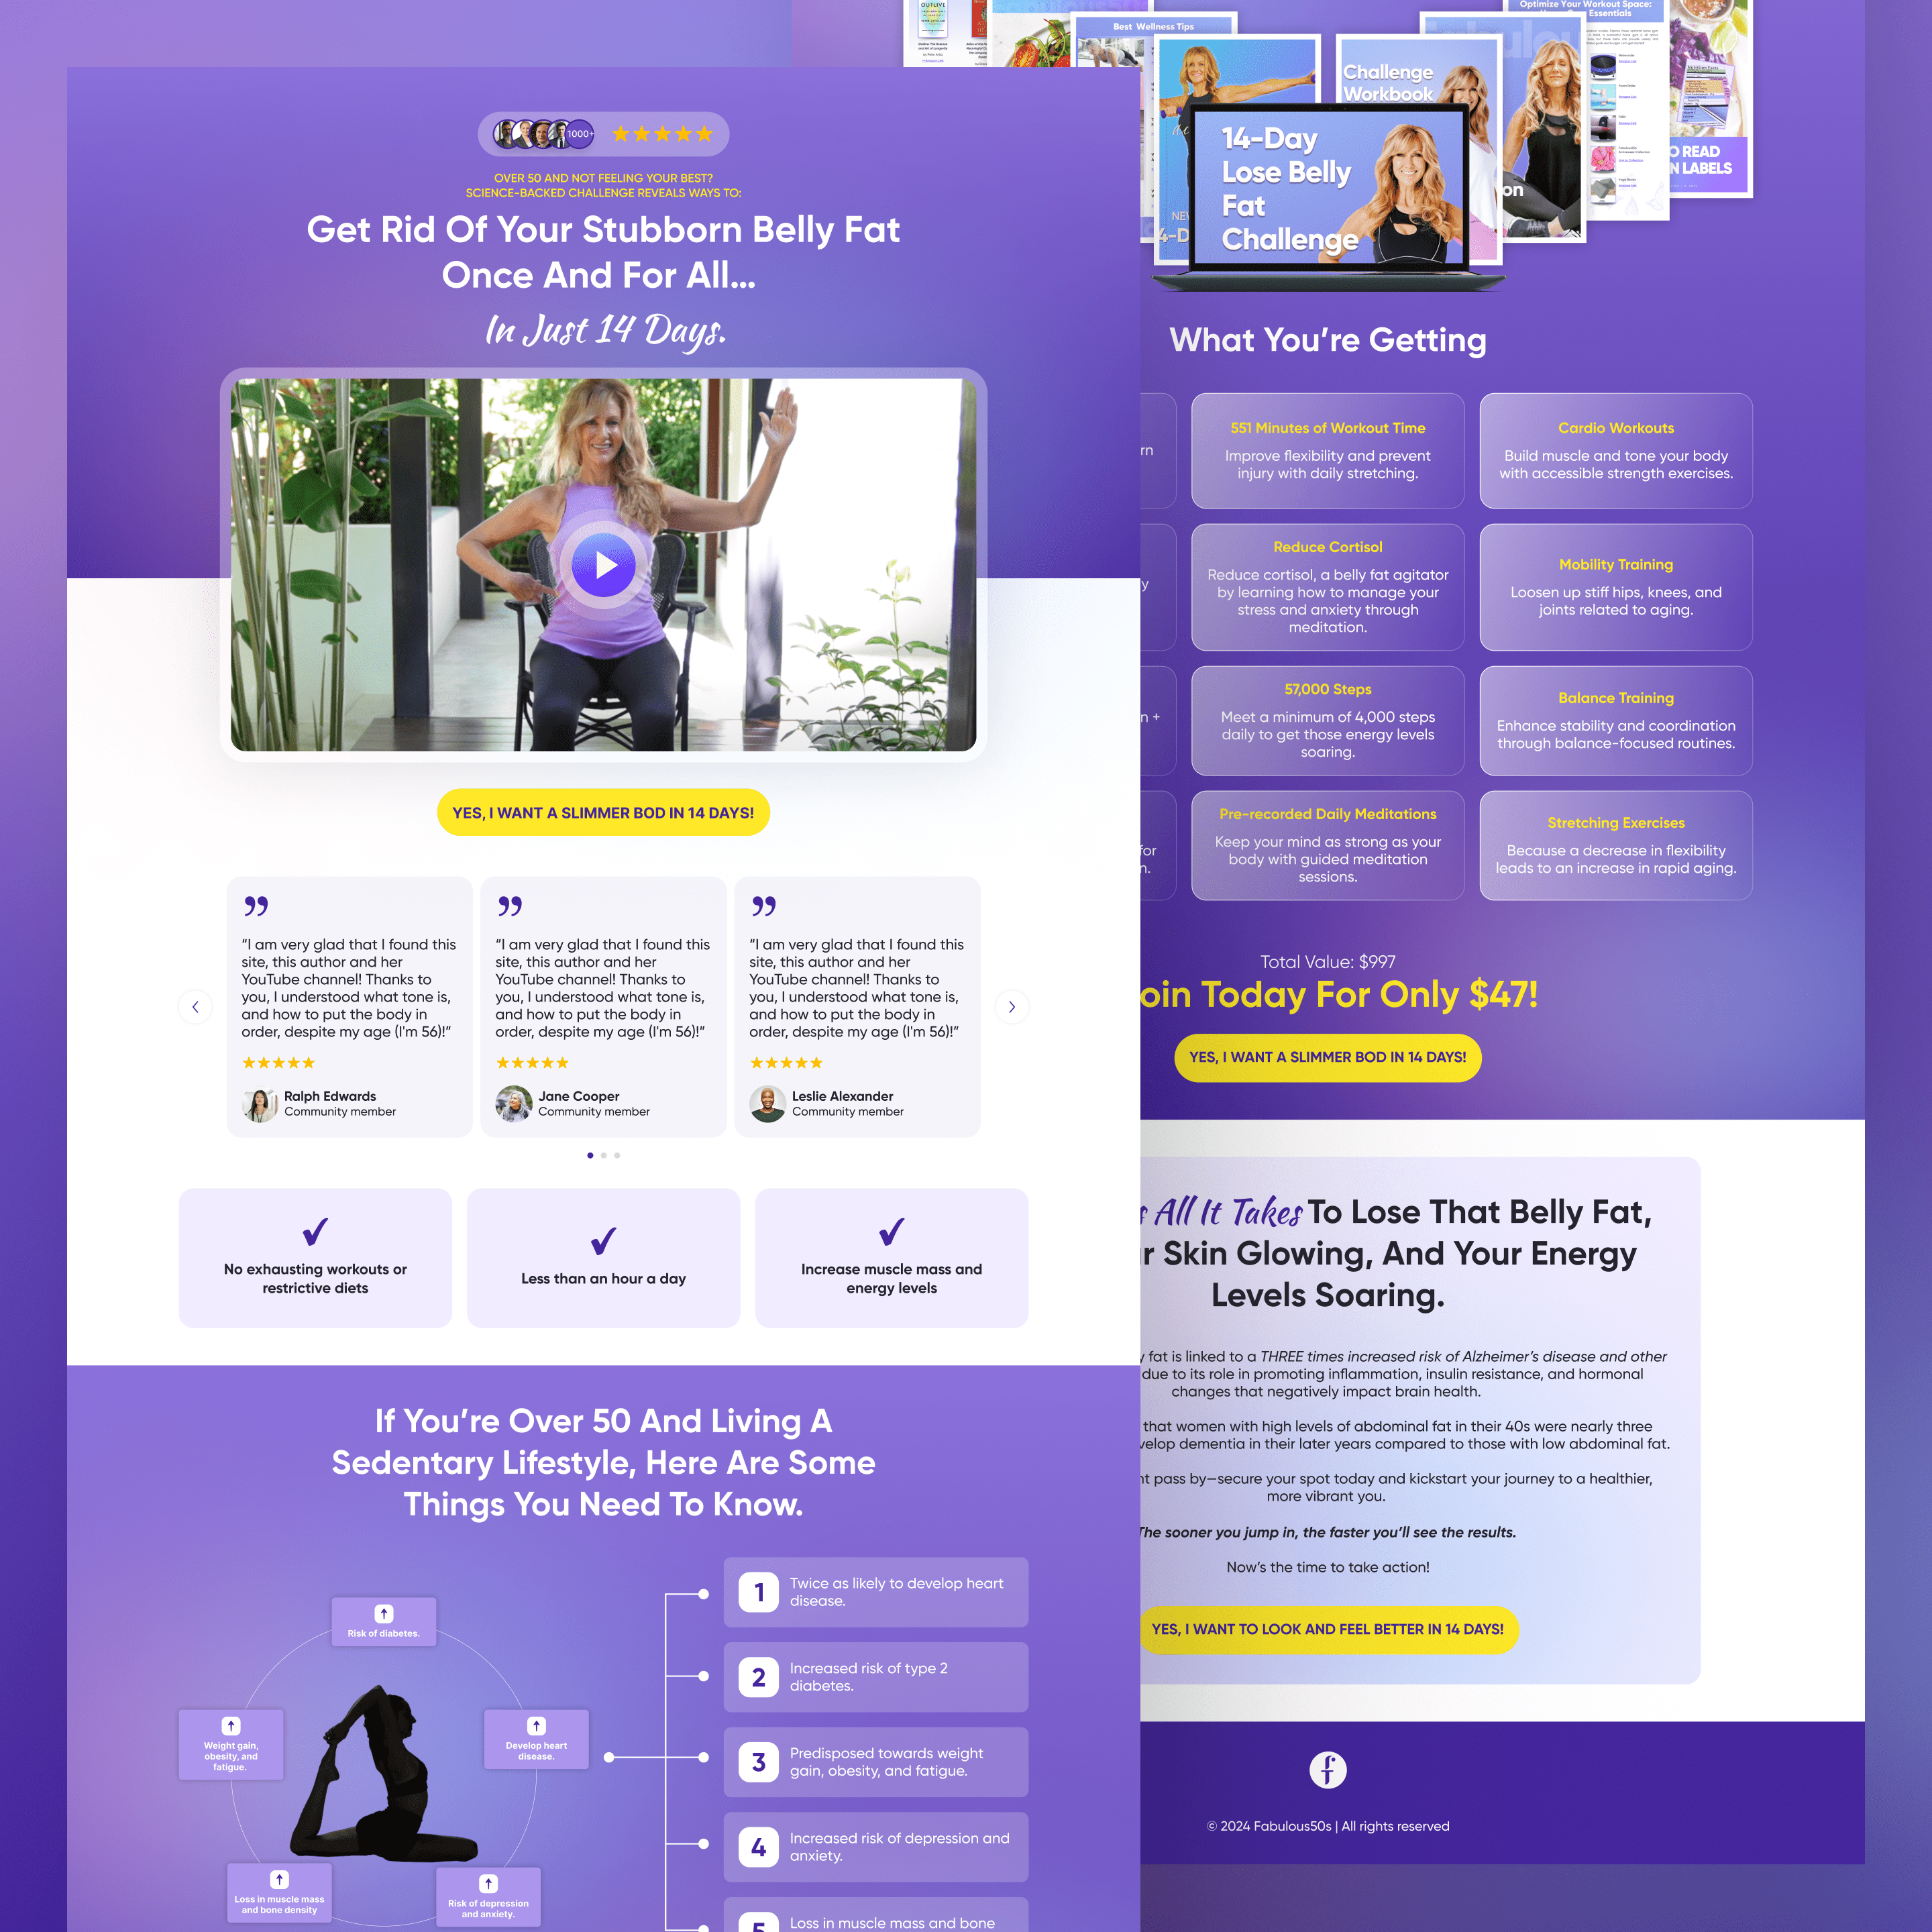 1000+
OVER 50 AND NOT FEELING YOUR BEST?
SCIENCE-BACKED CHALLENGE REVEALS WAYS TO:
Get Rid Of Your Stubborn Belly Fat
Once And For All...
In Just 14 Days.
YES, I WANT A SLIMMER BOD IN 14 DAYS!
”
“I am very glad that I found this
site, this author and her
YouTube channel! Thanks to
you, I understood what tone is,
and how to put the body in
order, despite my age (I'm 56)!”
Ralph Edwards
Community member
”
“I am very glad that I found this
site, this author and her
YouTube channel! Thanks to
you, I understood what tone is,
and how to put the body in
order, despite my age (I'm 56)!”
Jane Cooper
Community member
”
“I am very glad that I found this
site, this author and her
YouTube channel! Thanks to
you, I understood what tone is,
and how to put the body in
order, despite my age (I'm 56)!”
Leslie Alexander
Community member
No exhausting workouts or
restrictive diets
Less than an hour a day
Increase muscle mass and
energy levels
If You’re Over 50 And Living A
Sedentary Lifestyle, Here Are Some
Things You Need To Know.
Risk of diabetes.
Weight gain,
obesity, and
fatigue.
Develop heart
disease.
Loss in muscle mass
and bone density
Risk of depression
and anxiety.
1
Twice as likely to develop heart
disease.
2
Increased risk of type 2
diabetes.
3
Predisposed towards weight
gain, obesity, and fatigue.
4
Increased risk of depression and
anxiety.
5
Loss in muscle mass and bone
OUTLIVE
Best Wellness Tips
Optimize Your Workout Space:
Essentials
Challenge
Workbook
14-Day
Lose Belly
Fat
Challenge
NE
4-D
on
O READ
N LABELS
What You’re Getting
rn
551 Minutes of Workout Time
Improve flexibility and prevent
injury with daily stretching.
Cardio Workouts
Build muscle and tone your body
with accessible strength exercises.
y
Reduce Cortisol
Reduce cortisol, a belly fat agitator
by learning how to manage your
stress and anxiety through
meditation.
Mobility Training
Loosen up stiff hips, knees, and
joints related to aging.
n +
57,000 Steps
Meet a minimum of 4,000 steps
daily to get those energy levels
soaring.
Balance Training
Enhance stability and coordination
through balance-focused routines.
for
n.
Pre-recorded Daily Meditations
Keep your mind as strong as your
body with guided meditation
sessions.
Stretching Exercises
Because a decrease in flexibility
leads to an increase in rapid aging.
Total Value: $997
oin Today For Only $47!
YES, I WANT A SLIMMER BOD IN 14 DAYS!
s All It Takes To Lose That Belly Fat,
r Skin Glowing, And Your Energy
Levels Soaring.
y fat is linked to a THREE times increased risk of Alzheimer’s disease and other
due to its role in promoting inflammation, insulin resistance, and hormonal
changes that negatively impact brain health.
that women with high levels of abdominal fat in their 40s were nearly three
velop dementia in their later years compared to those with low abdominal fat.
nt pass by—secure your spot today and kickstart your journey to a healthier,
more vibrant you.
The sooner you jump in, the faster you’ll see the results.
Now’s the time to take action!
YES, I WANT TO LOOK AND FEEL BETTER IN 14 DAYS!
f
© 2024 Fabulous50s | All rights reserved